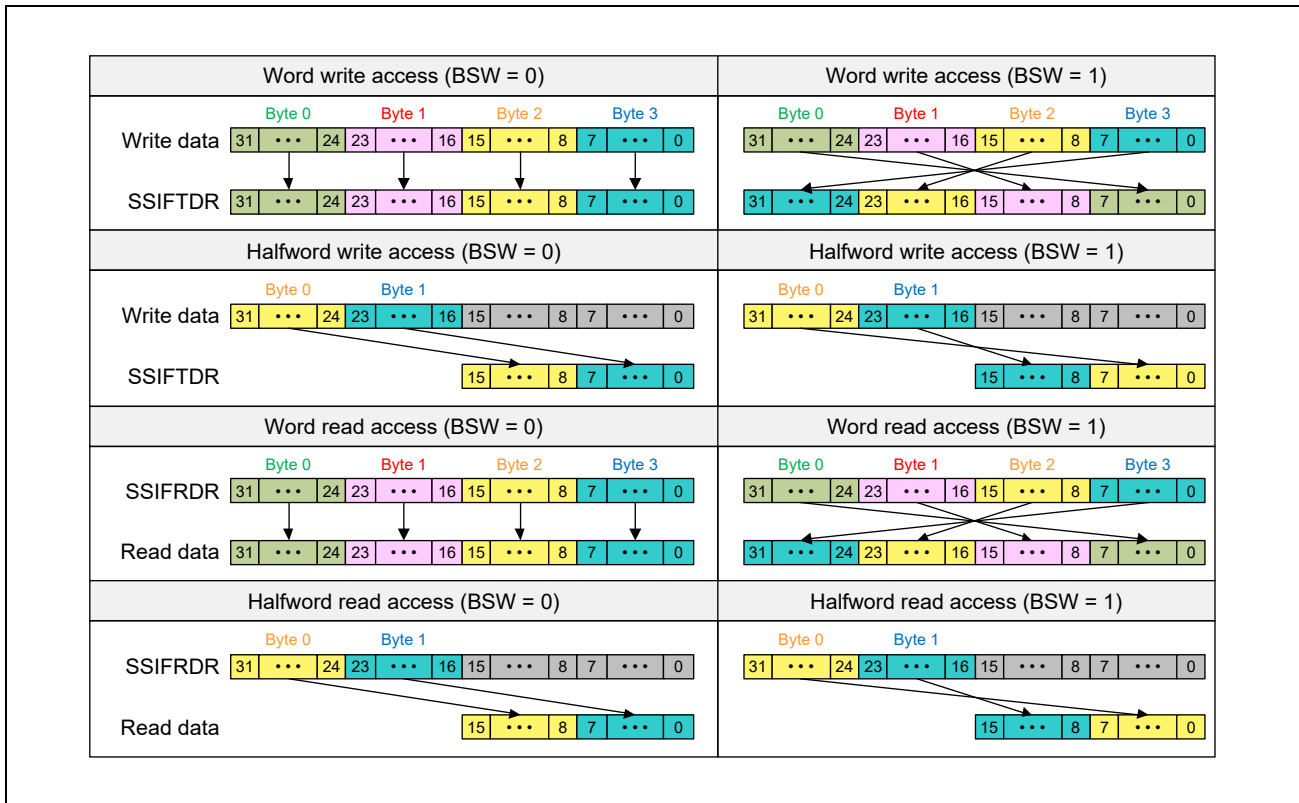 Word write access (BSW = 0) Word write access (BSW = 1)
Byte 0 Byte 1 Byte 2 Byte 3 Byte 0 Byte 1 Byte 2 Byte 3
Write data 31 ••• 24 23 ••• 16 15 ••• 8 7 ••• 0 31 ••• 24 23 ••• 16 15 ••• 8 7 ••• 0
SSIFTDR 31 ••• 24 23 ••• 16 15 ••• 8 7 ••• 0 31 ••• 24 23 ••• 16 15 ••• 8 7 ••• 0
Halfword write access (BSW = 0) Halfword write access (BSW = 1)
Byte 0 Byte 1 Byte 0 Byte 1
Write data 31 ••• 24 23 ••• 16 15 ••• 8 7 ••• 0 31 ••• 24 23 ••• 16 15 ••• 8 7 ••• 0
SSIFTDR 15 ••• 8 7 ••• 0 15 ••• 8 7 ••• 0
Word read access (BSW = 0) Word read access (BSW = 1)
Byte 0 Byte 1 Byte 2 Byte 3 Byte 0 Byte 1 Byte 2 Byte 3
SSIFRDR 31 ••• 24 23 ••• 16 15 ••• 8 7 ••• 0 31 ••• 24 23 ••• 16 15 ••• 8 7 ••• 0
Read data 31 ••• 24 23 ••• 16 15 ••• 8 7 ••• 0 31 ••• 24 23 ••• 16 15 ••• 8 7 ••• 0
Halfword read access (BSW = 0) Halfword read access (BSW = 1)
Byte 0 Byte 1 Byte 0 Byte 1
SSIFRDR 31 ••• 24 23 ••• 16 15 ••• 8 7 ••• 0 31 ••• 24 23 ••• 16 15 ••• 8 7 ••• 0
Read data 15 ••• 8 7 ••• 0 15 ••• 8 7 ••• 0